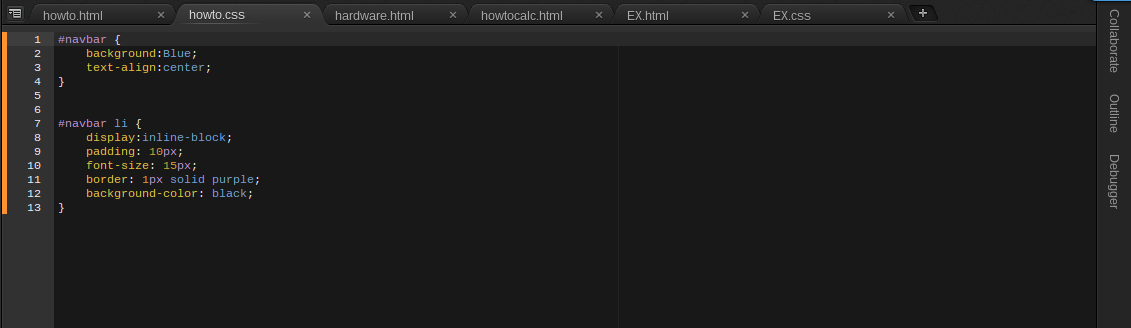 howto.html × howto.css × hardware.html × howtocalc.html × EX.html × EX.css × +
1 #navbar {
2     background:Blue;
3     text-align:center;
4 }
5
6
7 #navbar li {
8     display:inline-block;
9     padding: 10px;
10     font-size: 15px;
11     border: 1px solid purple;
12     background-color: black;
13 }
Collaborate
Outline
Debugger